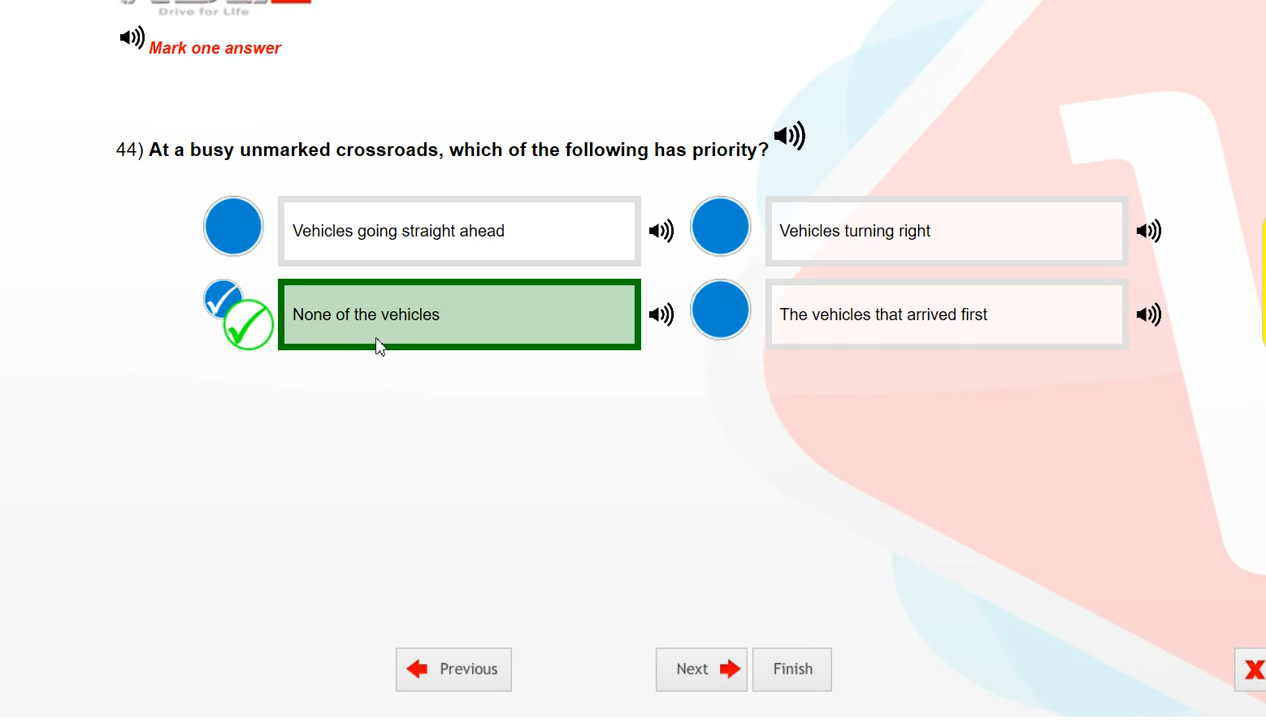 Drive for Life
Mark one answer
44) At a busy unmarked crossroads, which of the following has priority?
Vehicles going straight ahead
Vehicles turning right
None of the vehicles
The vehicles that arrived first
Previous
Next
Finish
X